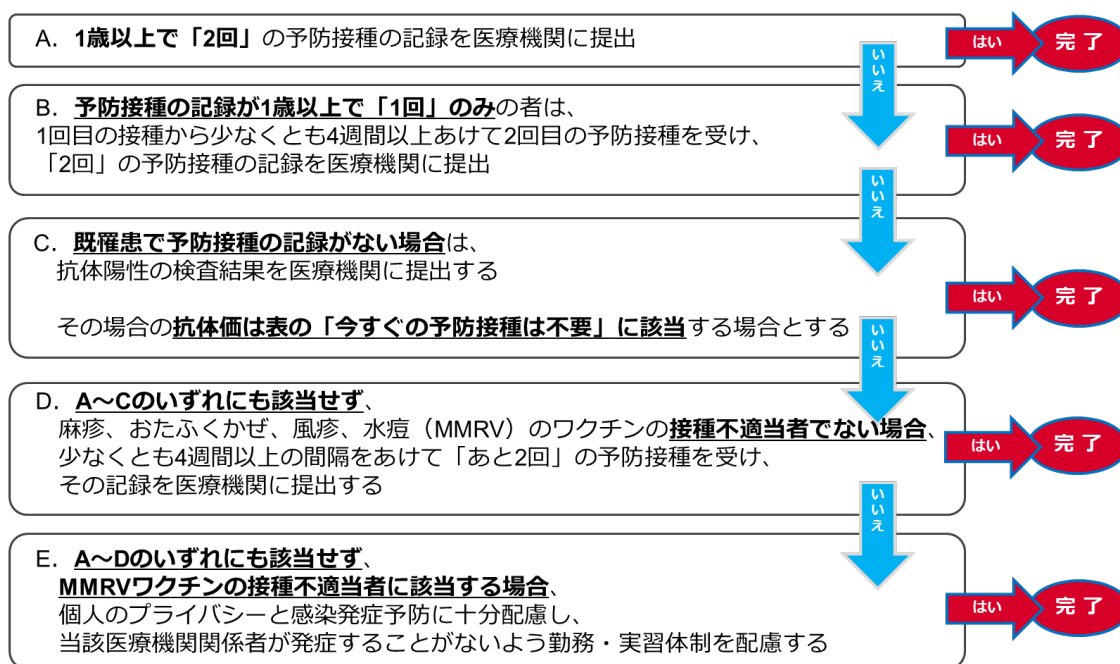 A．1歳以上で「2回」の予防接種の記録を医療機関に提出
はい
完了
いいえ
B．予防接種の記録が1歳以上で「1回」のみの者は、
1回目の接種から少なくとも4週間以上あけて2回目の予防接種を受け、
「2回」の予防接種の記録を医療機関に提出
はい
完了
いいえ
C．既罹患で予防接種の記録がない場合は、
抗体陽性の検査結果を医療機関に提出する
その場合の抗体価は表の「今すぐの予防接種は不要」に該当する場合とする
はい
完了
いいえ
D．A～Cのいずれにも該当せず、
麻疹、おたふくかぜ、風疹、水痘（MMRV）のワクチンの接種不適当者でない場合、
少なくとも4週間以上の間隔をあけて「あと2回」の予防接種を受け、
その記録を医療機関に提出する
はい
完了
いいえ
E．A～Dのいずれにも該当せず、
MMRVワクチンの接種不適当者に該当する場合、
個人のプライバシーと感染発症予防に十分配慮し、
当該医療機関関係者が発症することがないよう勤務・実習体制を配慮する
はい
完了